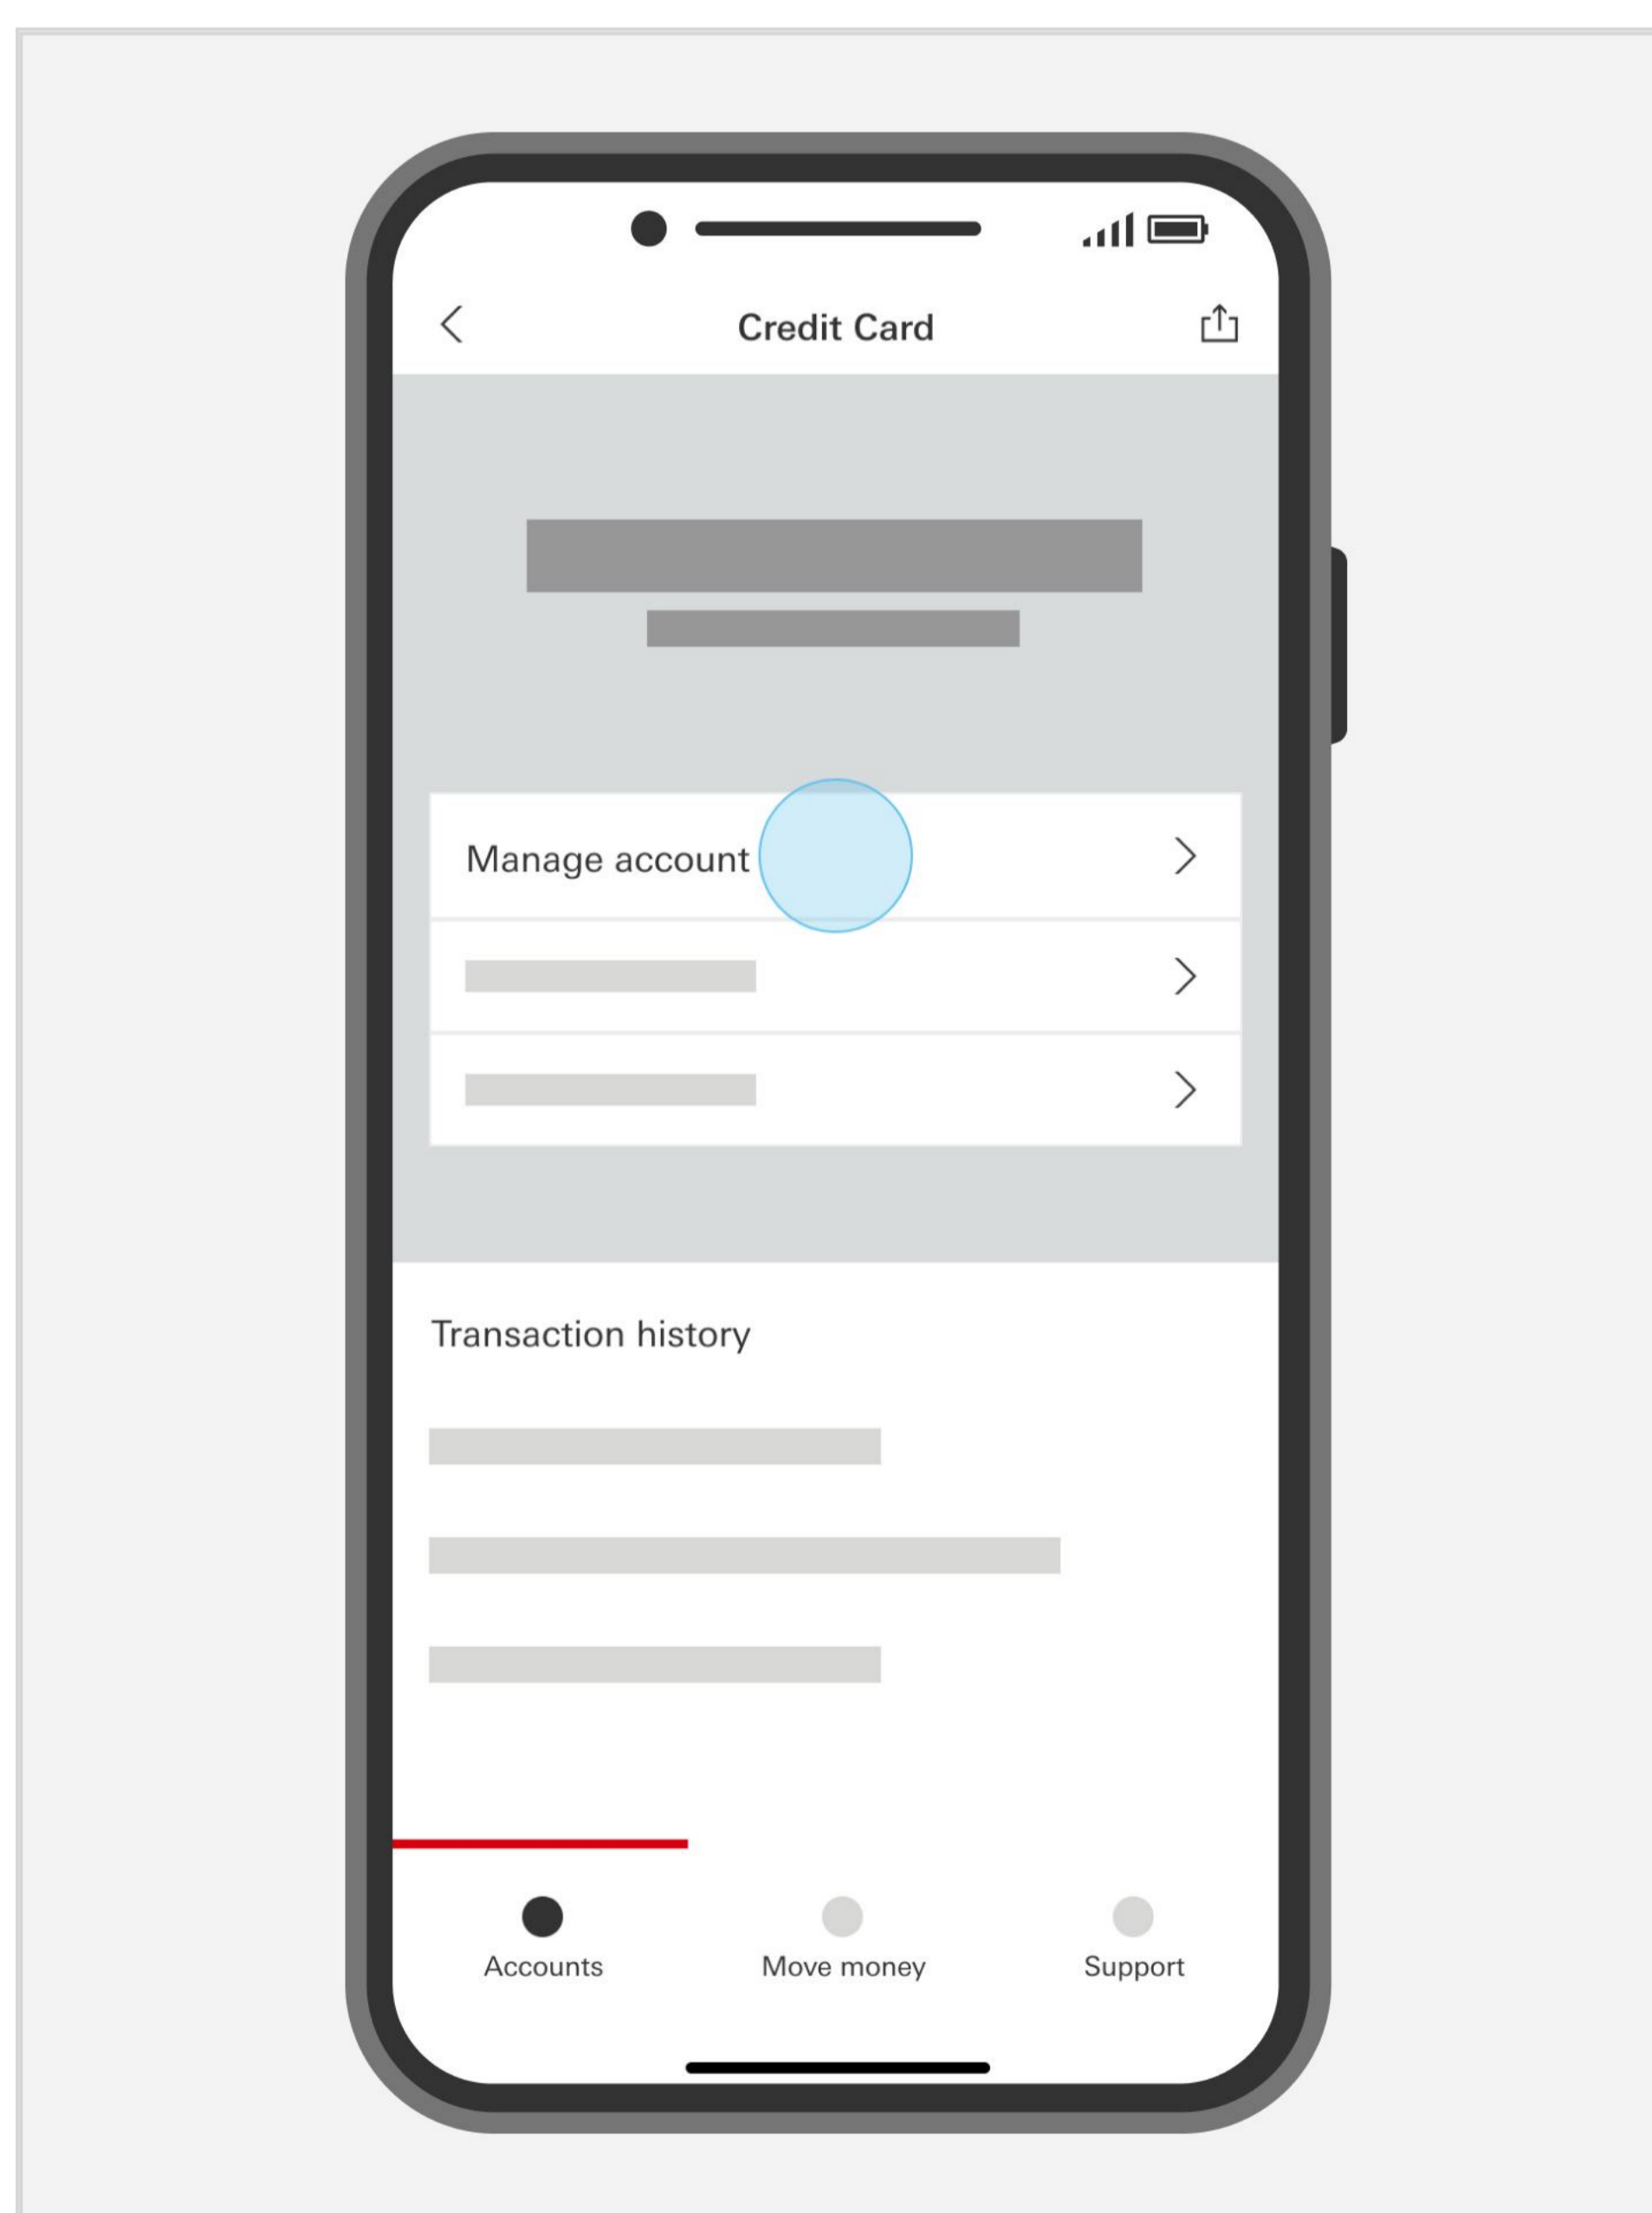 Credit Card
Manage account
Transaction history
Accounts
Move money
Support